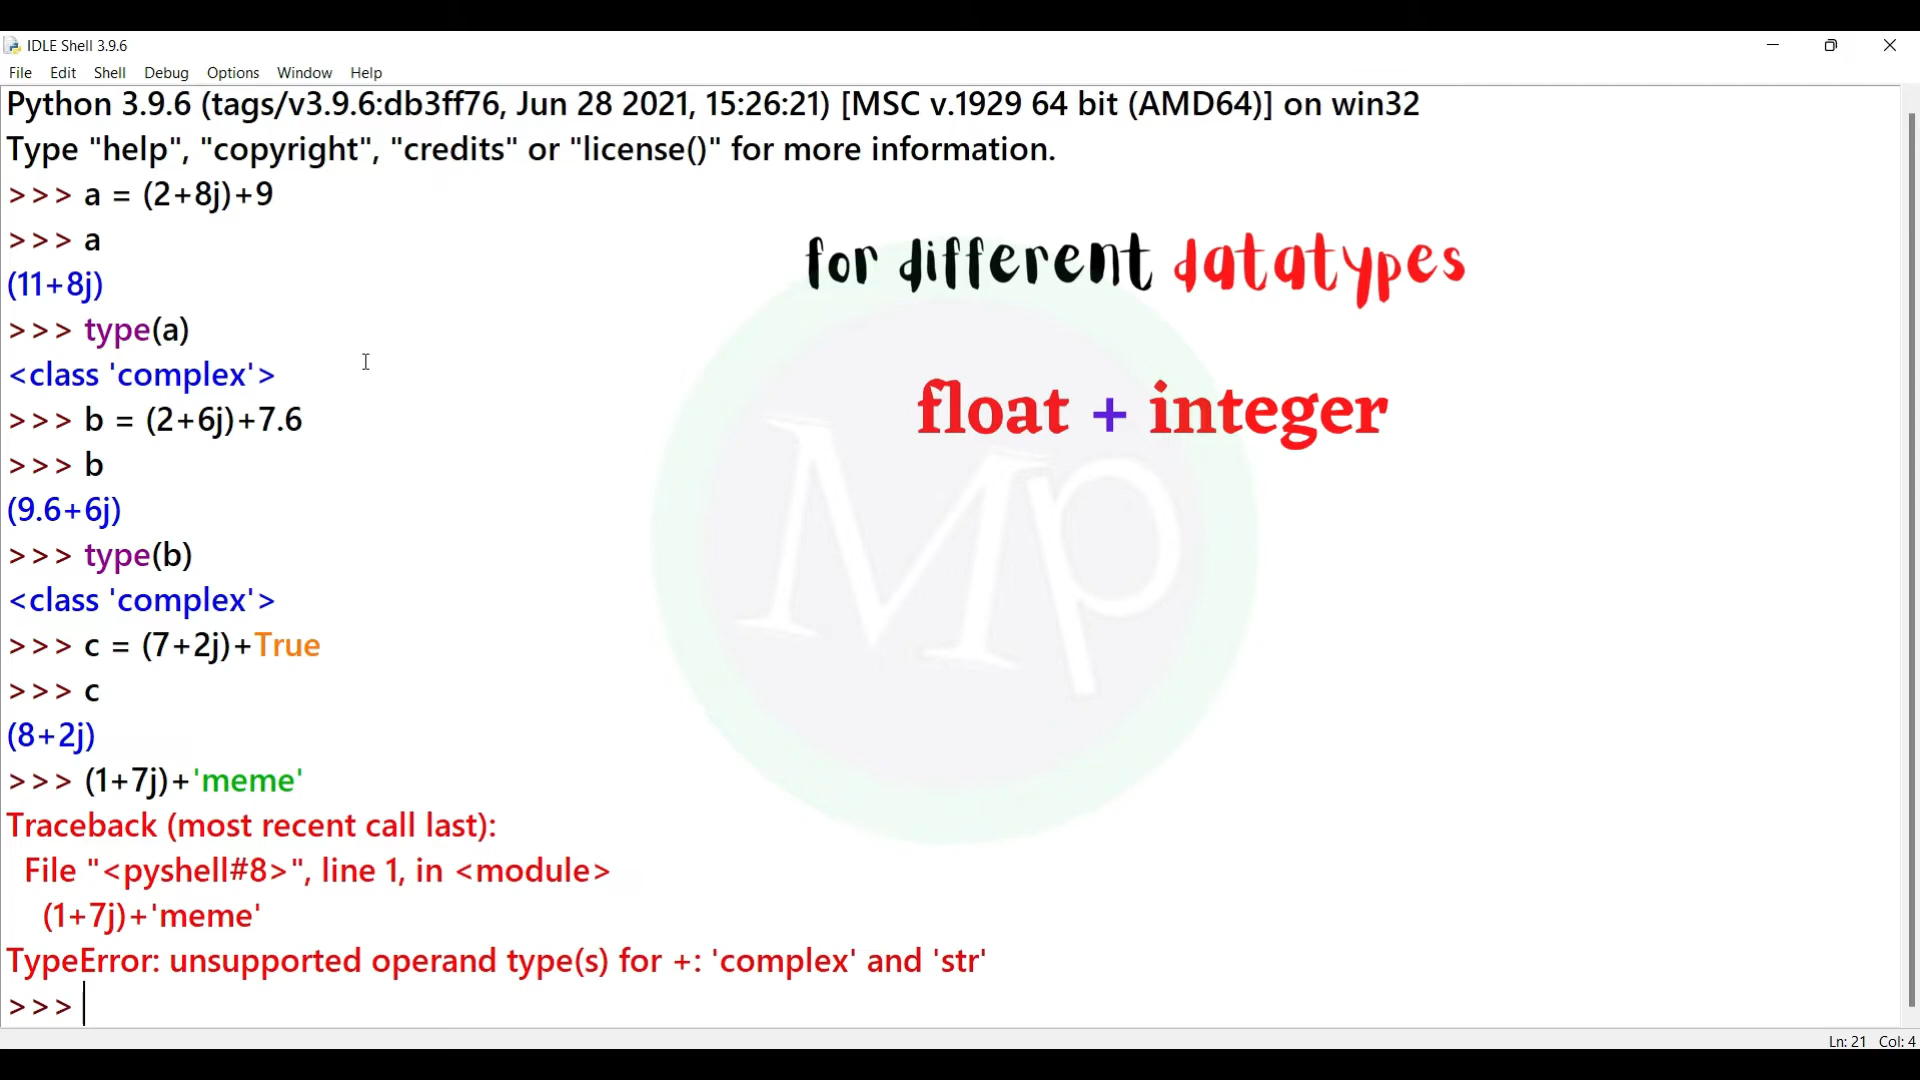 IDLE Shell 3.9.6
File Edit Shell Debug Options Window Help
Python 3.9.6 (tags/v3.9.6:db3ff76, Jun 28 2021, 15:26:21) [MSC v.1929 64 bit (AMD64)] on win32
Type "help", "copyright", "credits" or "license()" for more information.
>>> a = (2+8j)+9
>>> a
(11+8j)
>>> type(a)
<class 'complex'>
>>> b = (2+6j)+7.6
>>> b
(9.6+6j)
>>> type(b)
<class 'complex'>
>>> c = (7+2j)+True
>>> c
(8+2j)
>>> (1+7j)+'meme'
Traceback (most recent call last):
  File "<pyshell#8>", line 1, in <module>
    (1+7j)+'meme'
TypeError: unsupported operand type(s) for +: 'complex' and 'str'
>>>
for different datatypes
float + integer
Mp
Ln: 21 Col: 4